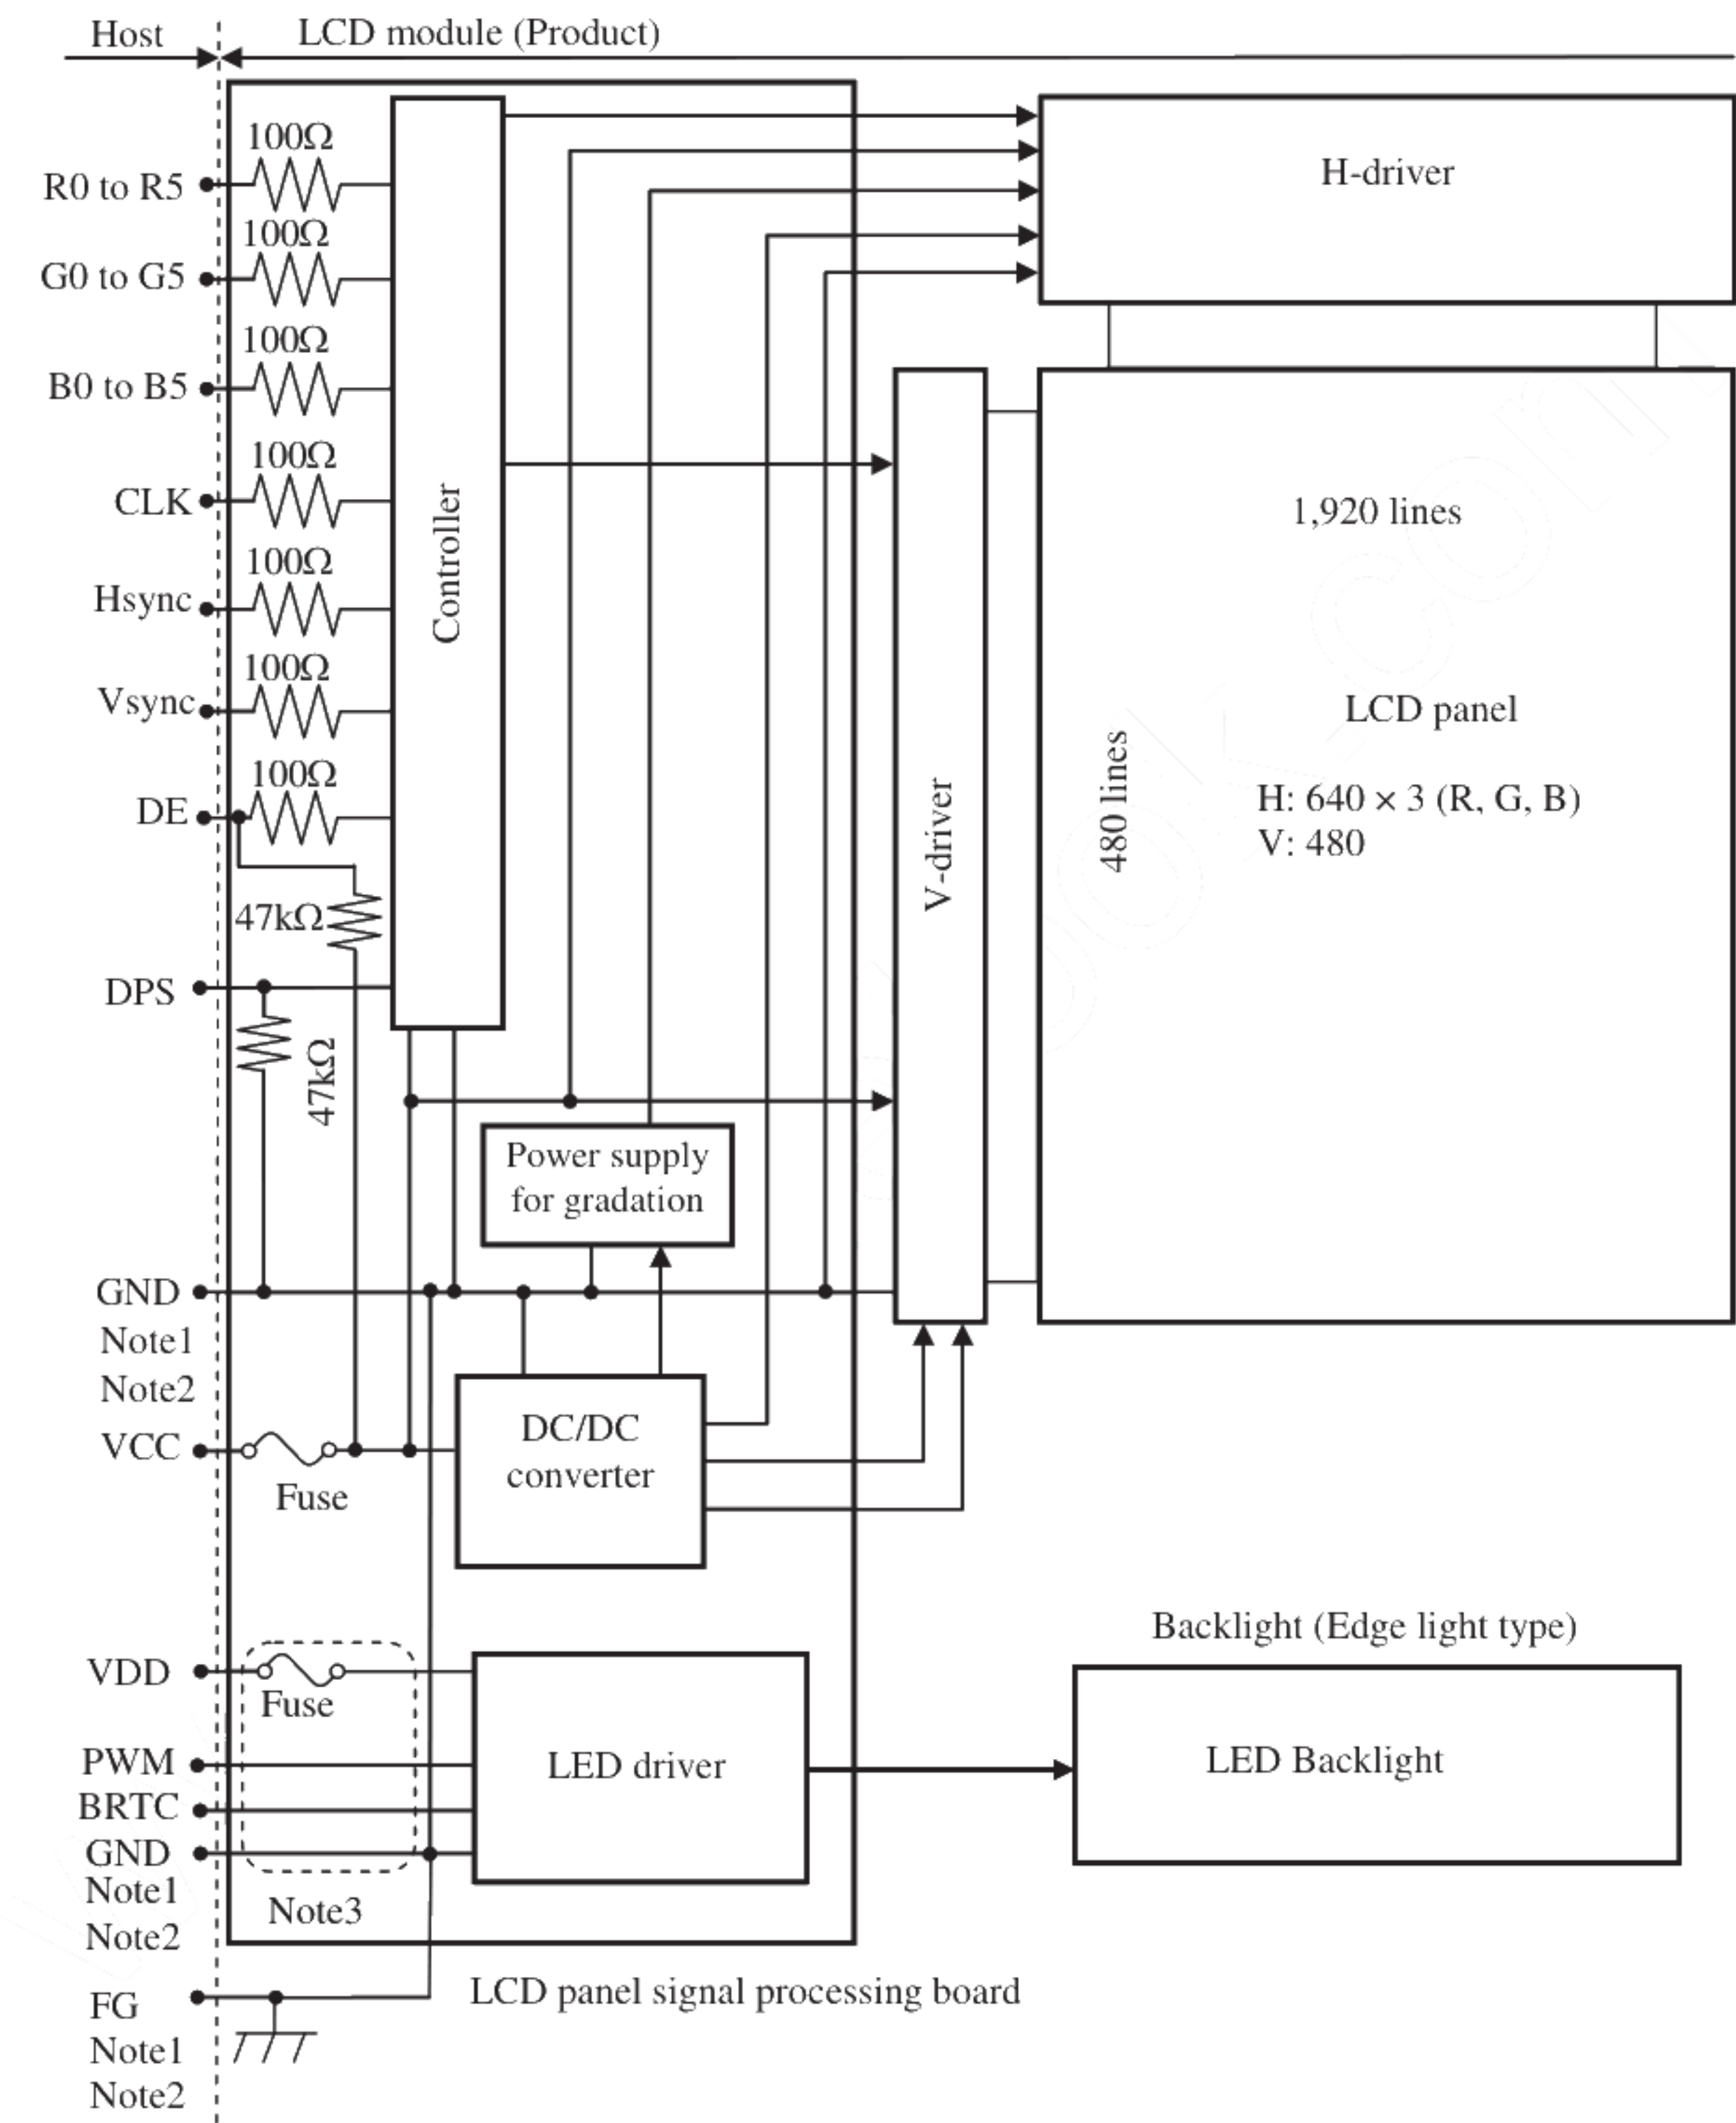 Host
LCD module (Product)
100Ω
R0 to R5
100Ω
G0 to G5
100Ω
B0 to B5
100Ω
CLK
100Ω
Hsync
100Ω
Vsync
100Ω
DE
47kΩ
DPS
47kΩ
Controller
H-driver
V-driver
1,920 lines
480 lines
LCD panel
H: 640 × 3 (R, G, B)
V: 480
Power supply
for gradation
GND
Note1
Note2
VCC
Fuse
DC/DC
converter
VDD
Fuse
PWM
BRTC
GND
Note1
Note2
Note3
LED driver
Backlight (Edge light type)
LED Backlight
LCD panel signal processing board
FG
Note1
Note2